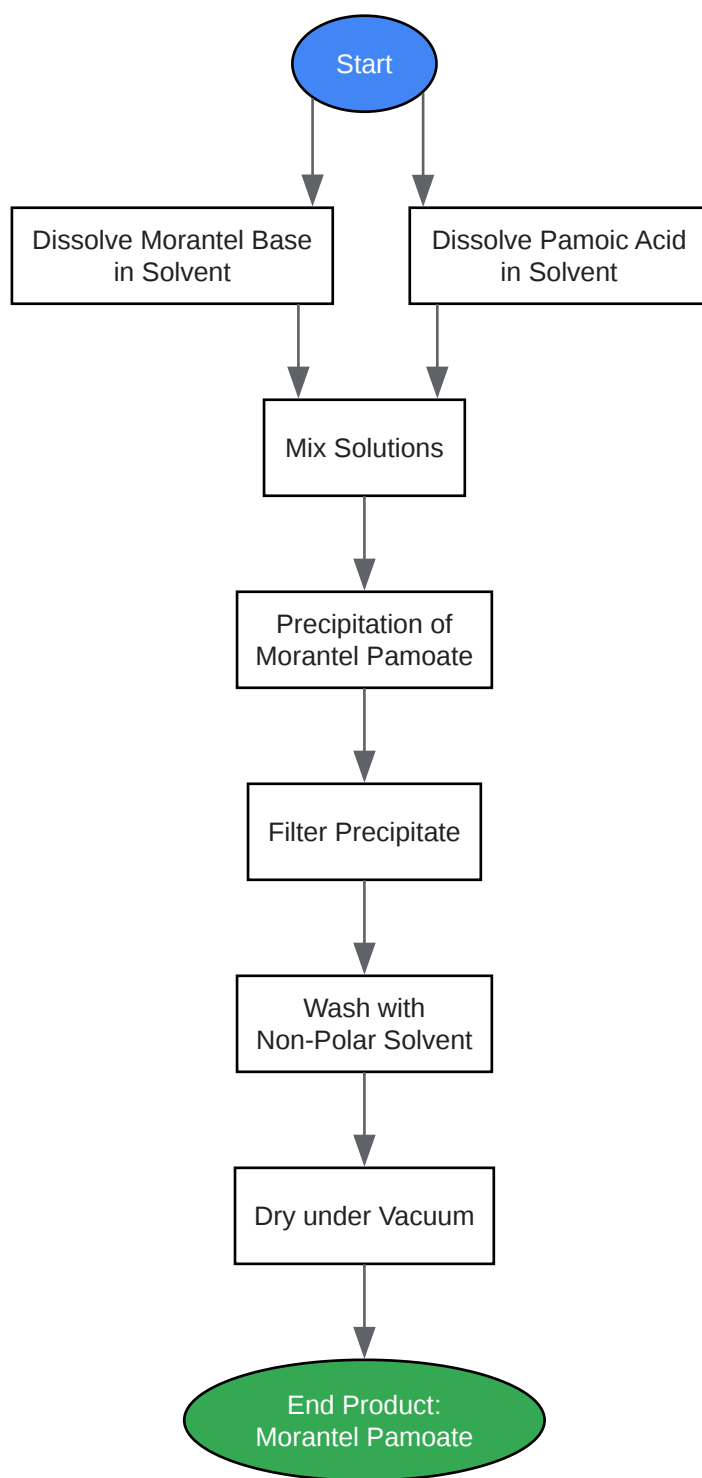 Start
Dissolve Morantel Base
in Solvent
Dissolve Pamoic Acid
in Solvent
Mix Solutions
Precipitation of
Morantel Pamoate
Filter Precipitate
Wash with
Non-Polar Solvent
Dry under Vacuum
End Product:
Morantel Pamoate